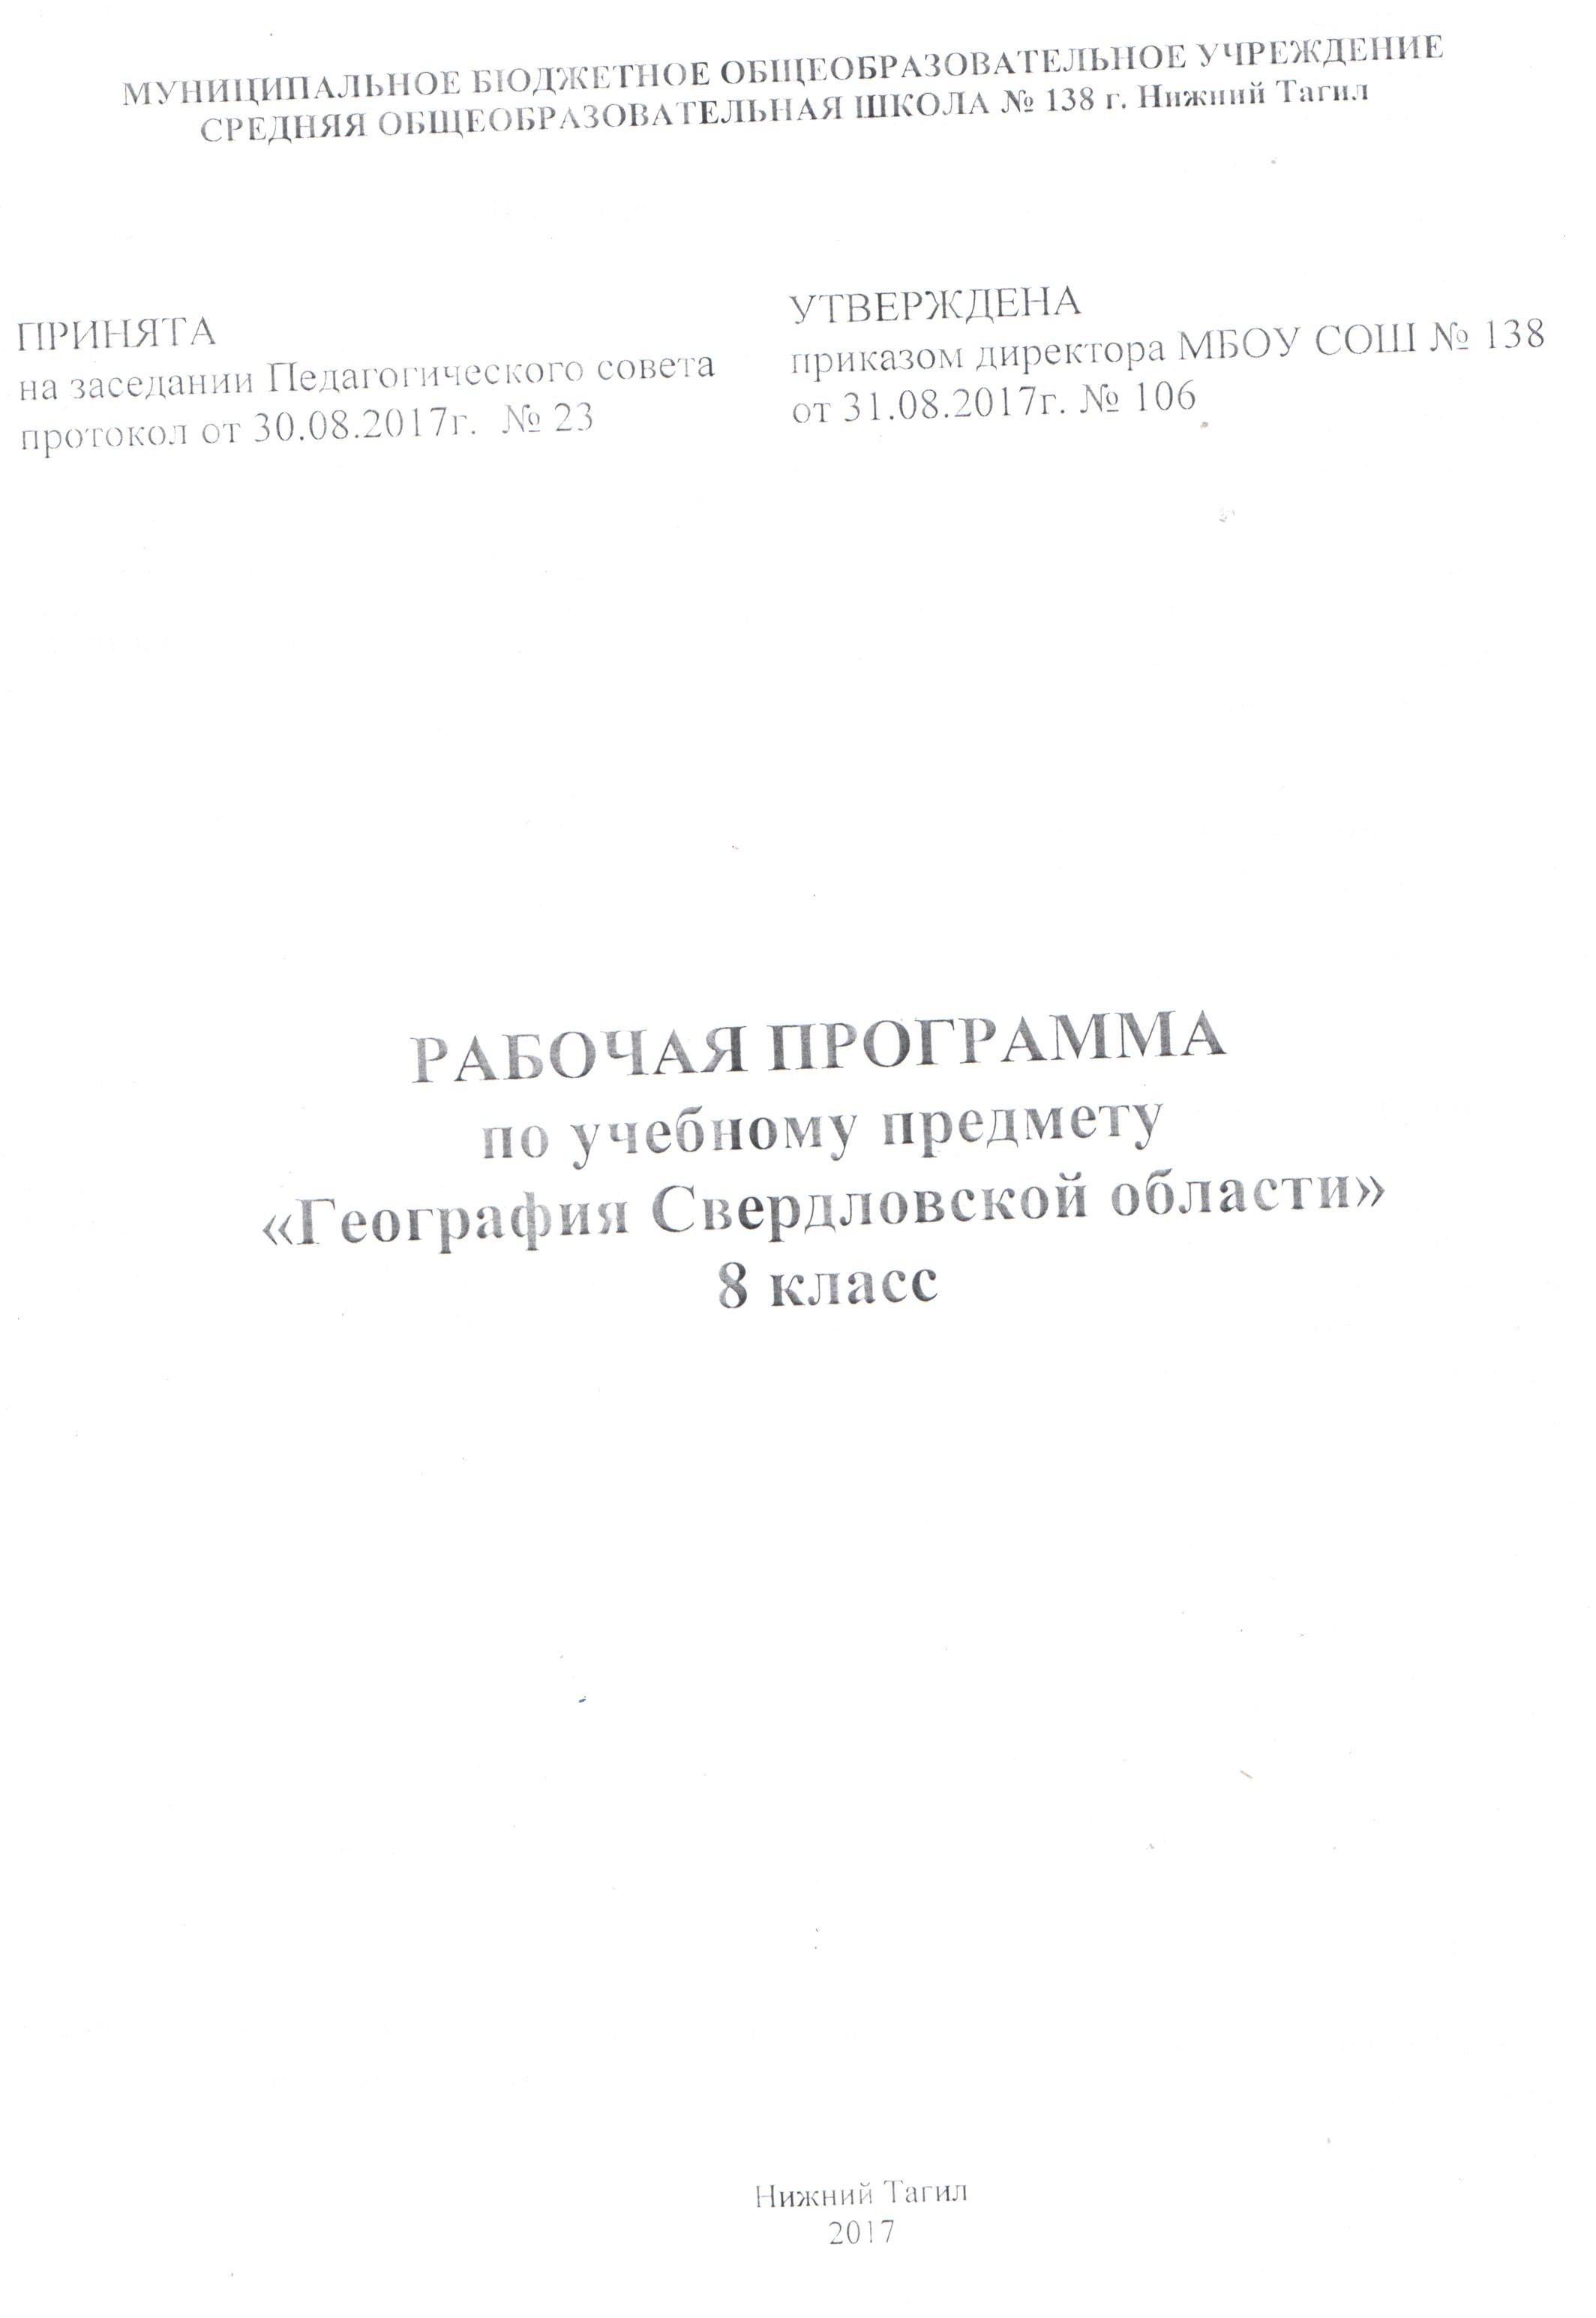 МУНИЦИПАЛЬНОЕ БЮДЖЕТНОЕ ОБЩЕОБРАЗОВАТЕЛЬНОЕ УЧРЕЖДЕНИЕ
СРЕДНЯЯ ОБЩЕОБРАЗОВАТЕЛЬНАЯ ШКОЛА № 138 г. Нижний Тагил
ПРИНЯТА
на заседании Педагогического совета
протокол от 30.08.2017г. № 23
УТВЕРЖДЕНА
приказом директора МБОУ СОШ № 138
от 31.08.2017г. № 106
РАБОЧАЯ ПРОГРАММА
по учебному предмету
«География Свердловской области»
8 класс
Нижний Тагил
2017